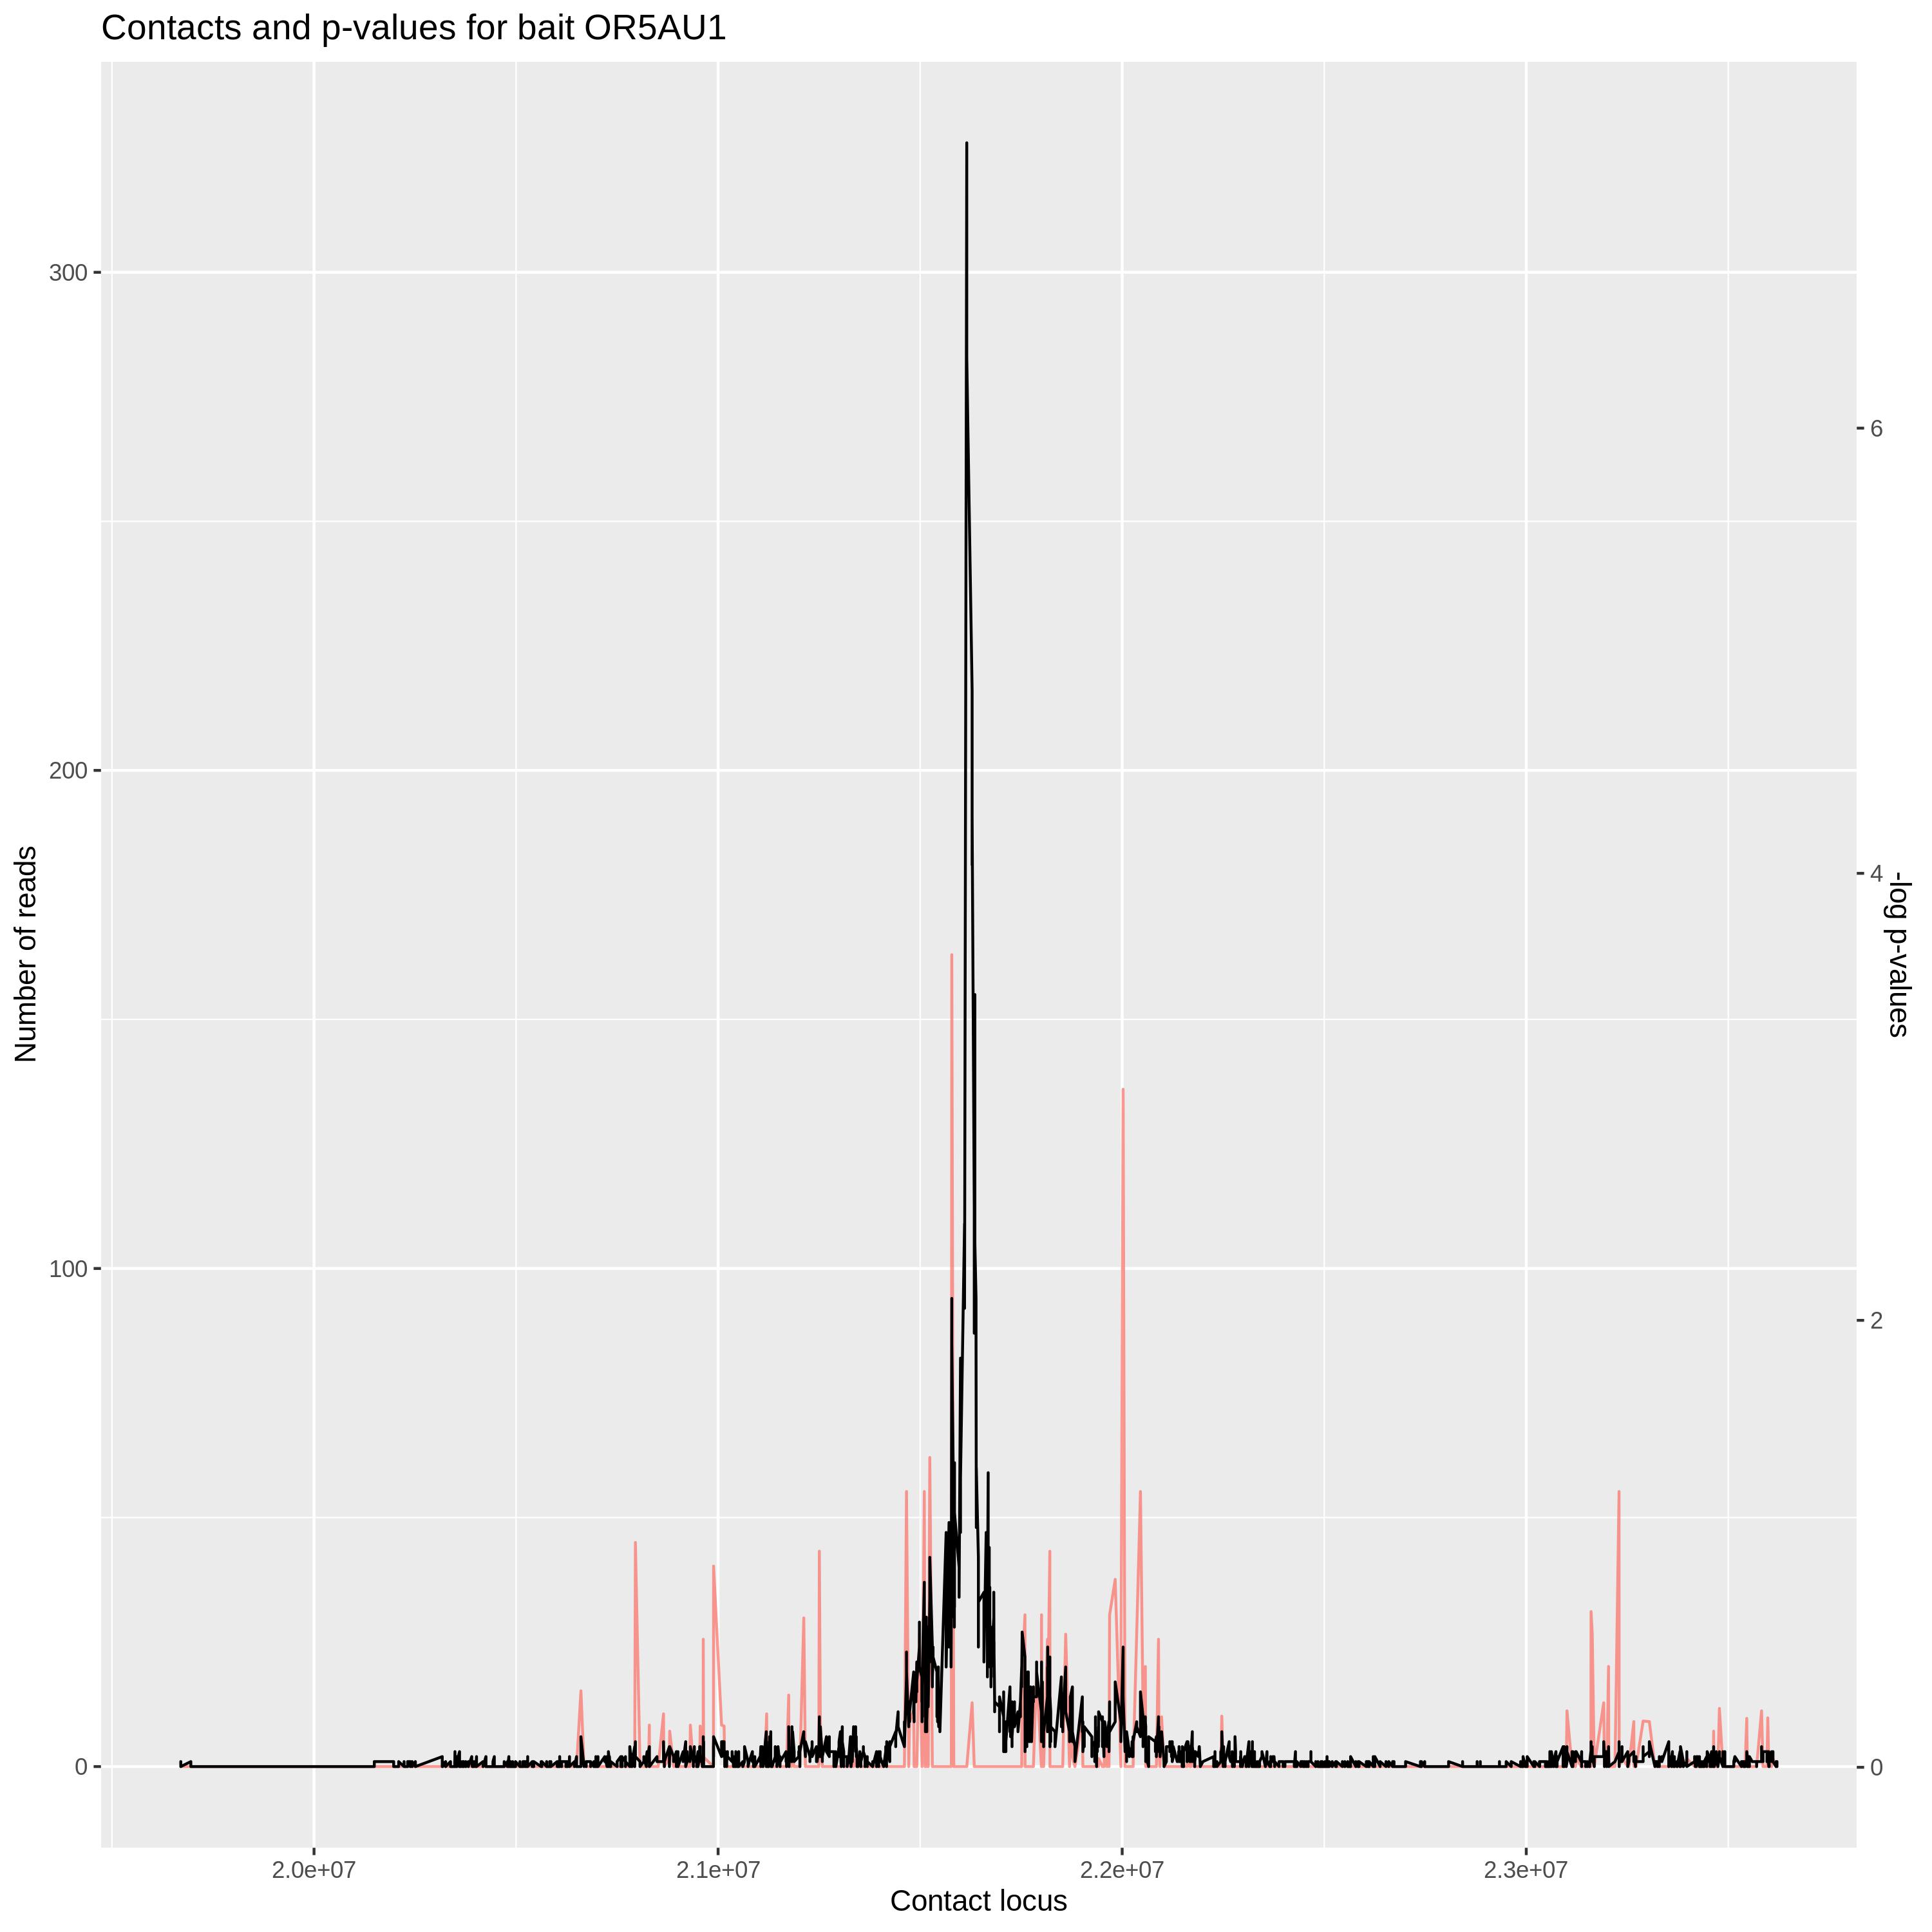 Contacts and p-values for bait OR5AU1
300
200
100
0
Number of reads
6
4
2
0
-log p-values
2.0e+07
2.1e+07
2.2e+07
2.3e+07
Contact locus